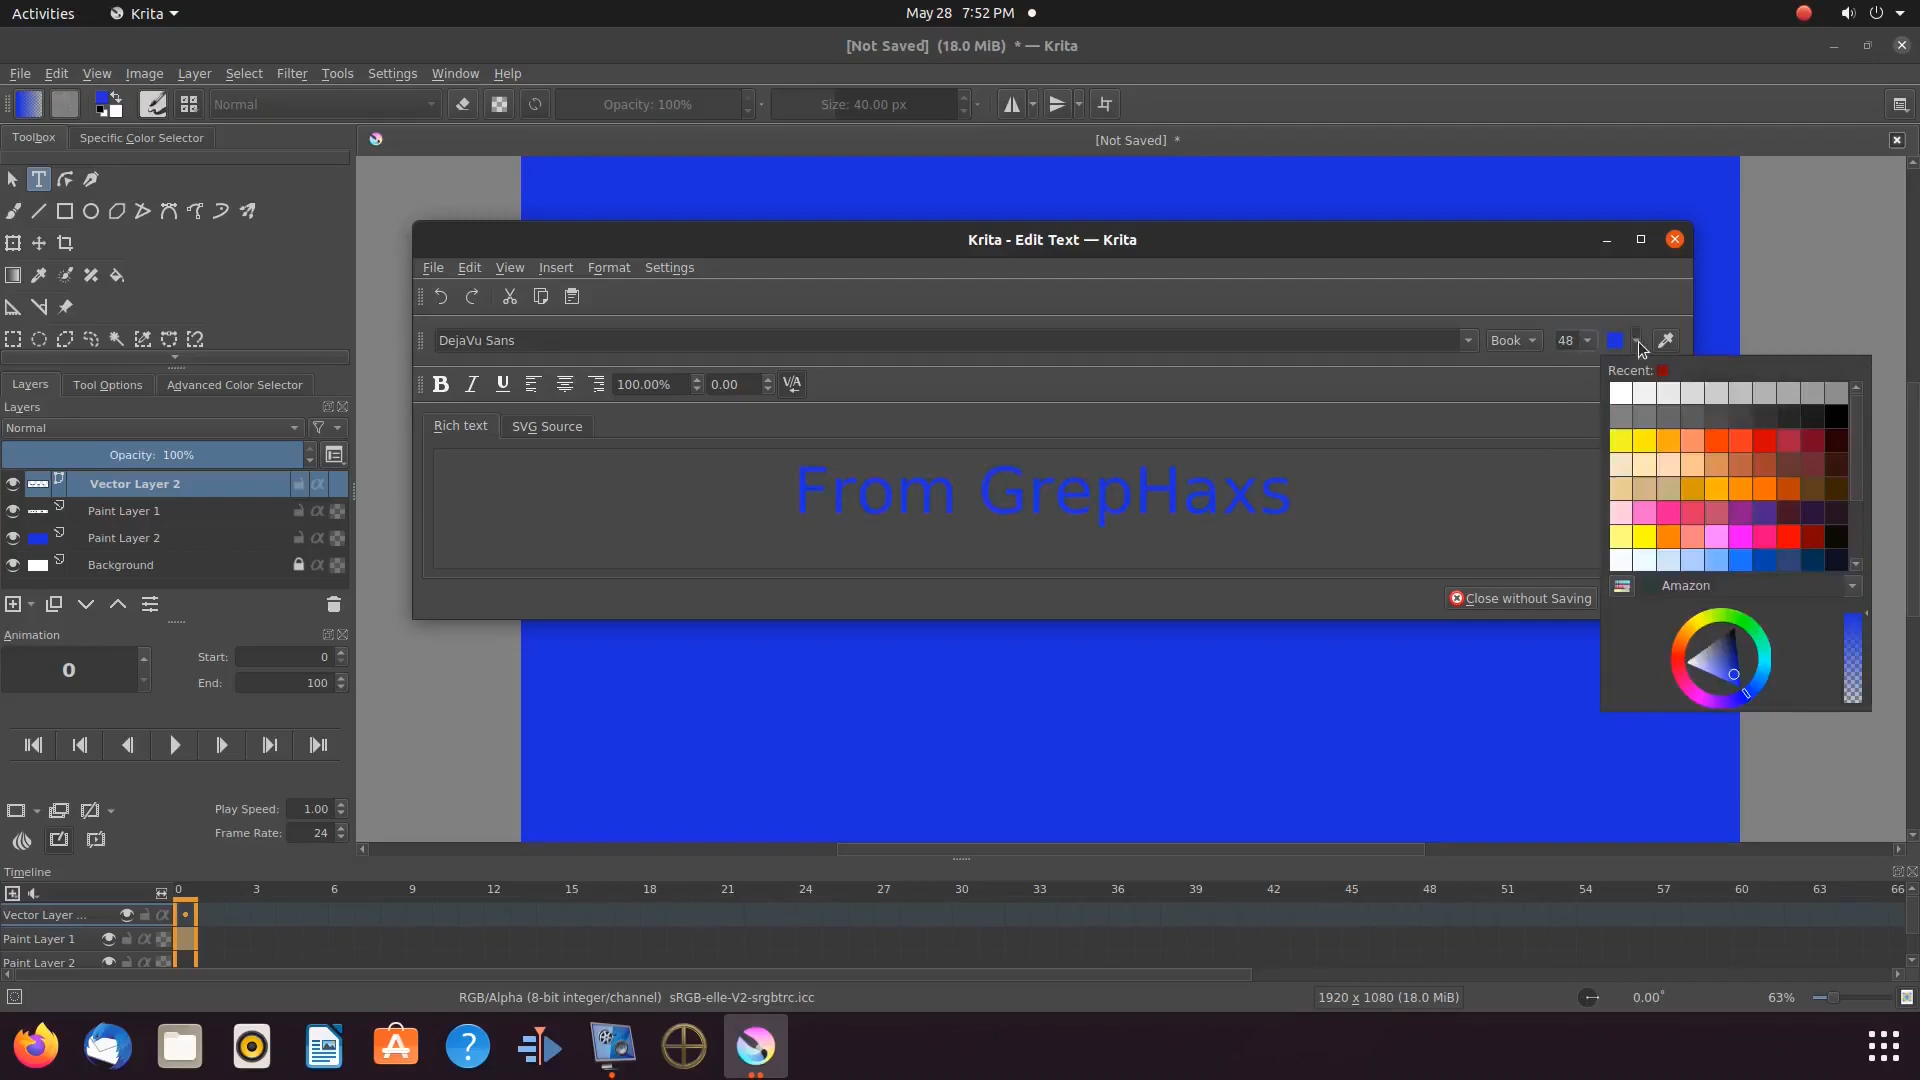 Activities
Krita
May 28 7:52 PM
[Not Saved] (18.0 MiB) * — Krita
File Edit View Image Layer Select Filter Tools Settings Window Help
Normal
Opacity: 100%
Size: 40.00 px
Toolbox
Specific Color Selector
[Not Saved] *
Krita - Edit Text — Krita
File Edit View Insert Format Settings
DejaVu Sans
Book
48
Recent:
B I U
100.00%
0.00
V/A
Rich text
SVG Source
From GrepHaxs
Close without Saving
Amazon
Layers
Tool Options
Advanced Color Selector
Layers
Normal
Opacity: 100%
Vector Layer 2
Paint Layer 1
Paint Layer 2
Background
Animation
0
Start: 0
End: 100
Play Speed: 1.00
Frame Rate: 24
Timeline
0 3 6 9 12 15 18 21 24 27 30 33 36 39 42 45 48 51 54 57 60 63 66
Vector Layer ...
Paint Layer 1
Paint Layer 2
RGB/Alpha (8-bit integer/channel) sRGB-elle-V2-srgbtrc.icc
1920 x 1080 (18.0 MiB)
0.00°
63%